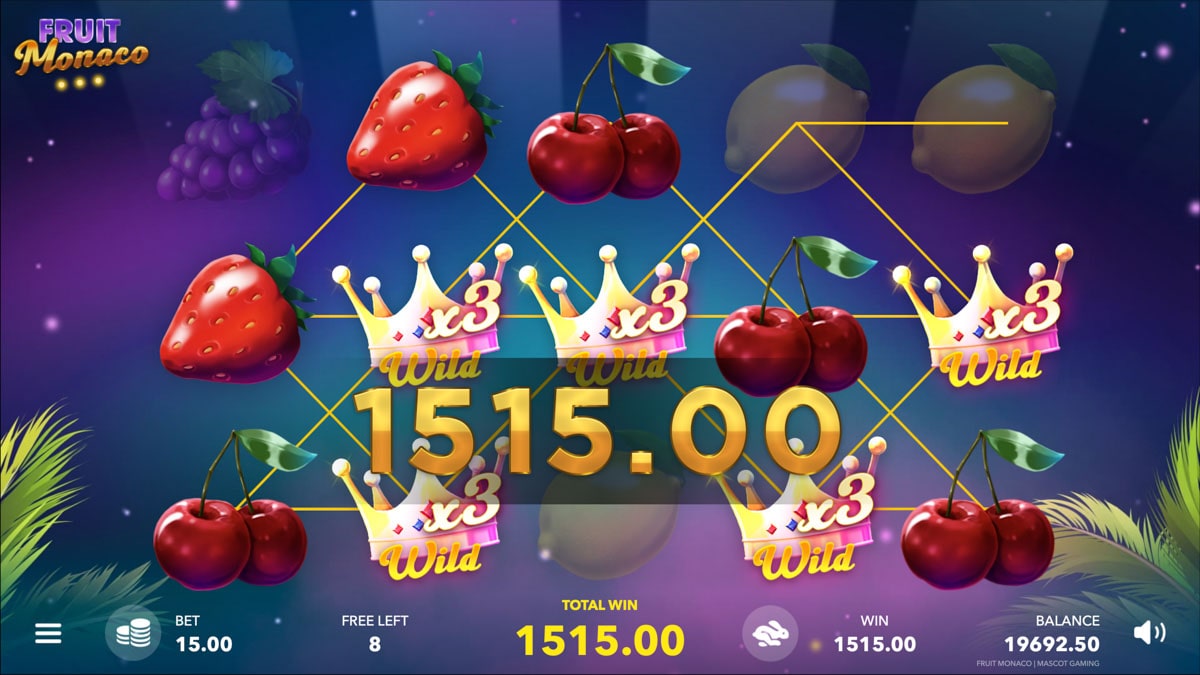 FRUIT
Monaco
x3
Wild
x3
Wild
x3
Wild
1515.00
x3
Wild
x3
Wild
BET
15.00
FREE LEFT
8
TOTAL WIN
1515.00
WIN
1515.00
BALANCE
19692.50
FRUIT MONACO | MASCOT GAMING